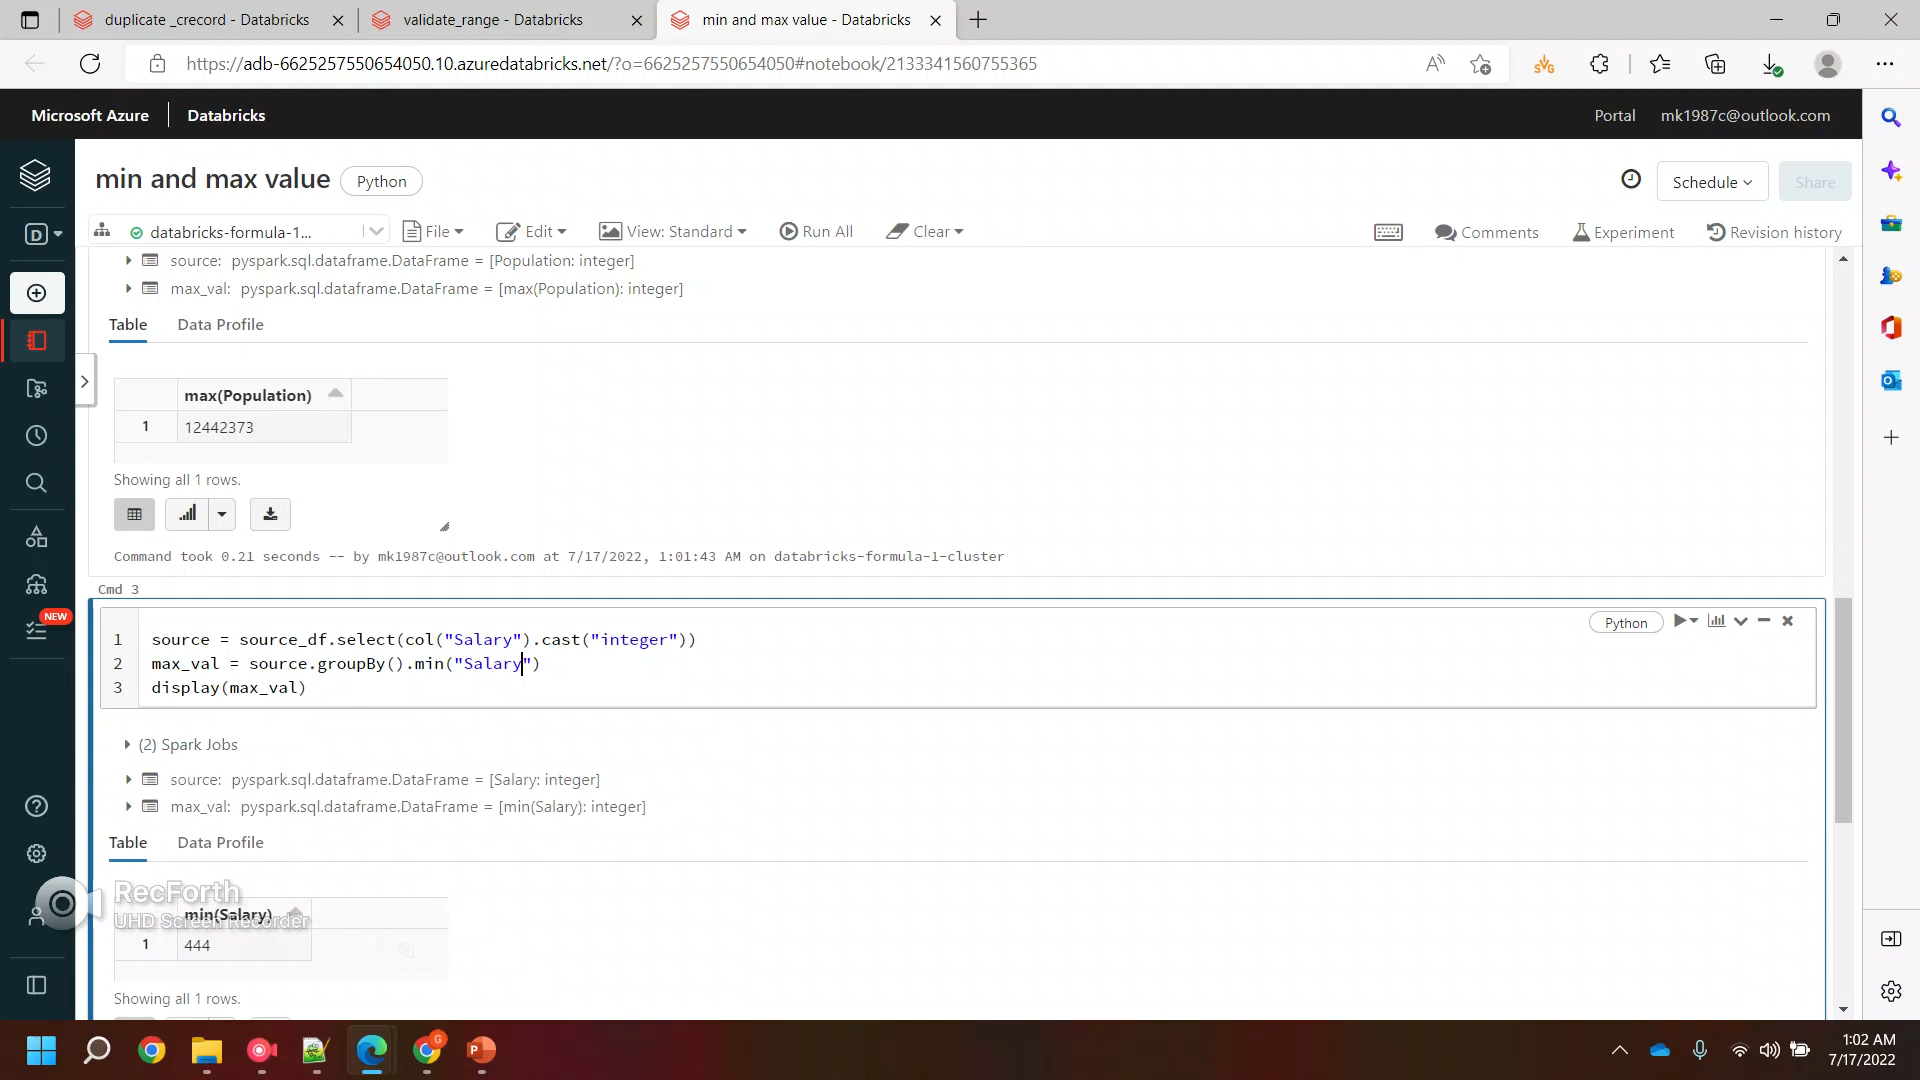 duplicate _crecord - Databricks
validate_range - Databricks
min and max value - Databricks
https://adb-6625257550654050.10.azuredatabricks.net/?o=6625257550654050#notebook/2133341560755365
Microsoft Azure
Databricks
Portal
mk1987c@outlook.com
min and max value
Python
Schedule
Share
databricks-formula-1...
File
Edit
View: Standard
Run All
Clear
Comments
Experiment
Revision history
source: pyspark.sql.dataframe.DataFrame = [Population: integer]
max_val: pyspark.sql.dataframe.DataFrame = [max(Population): integer]
Table
Data Profile
max(Population)
1
12442373
Showing all 1 rows.
Command took 0.21 seconds -- by mk1987c@outlook.com at 7/17/2022, 1:01:43 AM on databricks-formula-1-cluster
Cmd 3
Python
1 source = source_df.select(col("Salary").cast("integer"))
2 max_val = source.groupBy().min("Salary")
3 display(max_val)
(2) Spark Jobs
source: pyspark.sql.dataframe.DataFrame = [Salary: integer]
max_val: pyspark.sql.dataframe.DataFrame = [min(Salary): integer]
Table
Data Profile
RecForth
UHD Screen Recorder
min(Salary)
1
444
Showing all 1 rows.
NEW
1:02 AM
7/17/2022